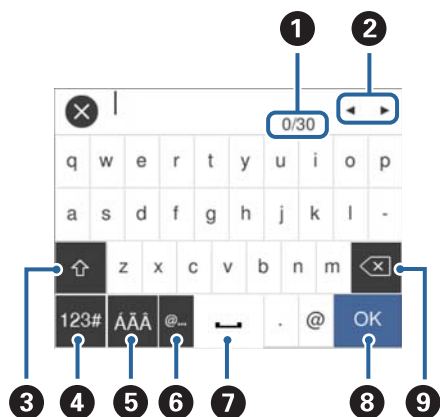 1 2
0/30 ◄ ►
q w e r t y u i o p
a s d f g h j k l -
z x c v b n m
123# ÁÃÂ @... . @ OK
3 4 5 6 7 8 9